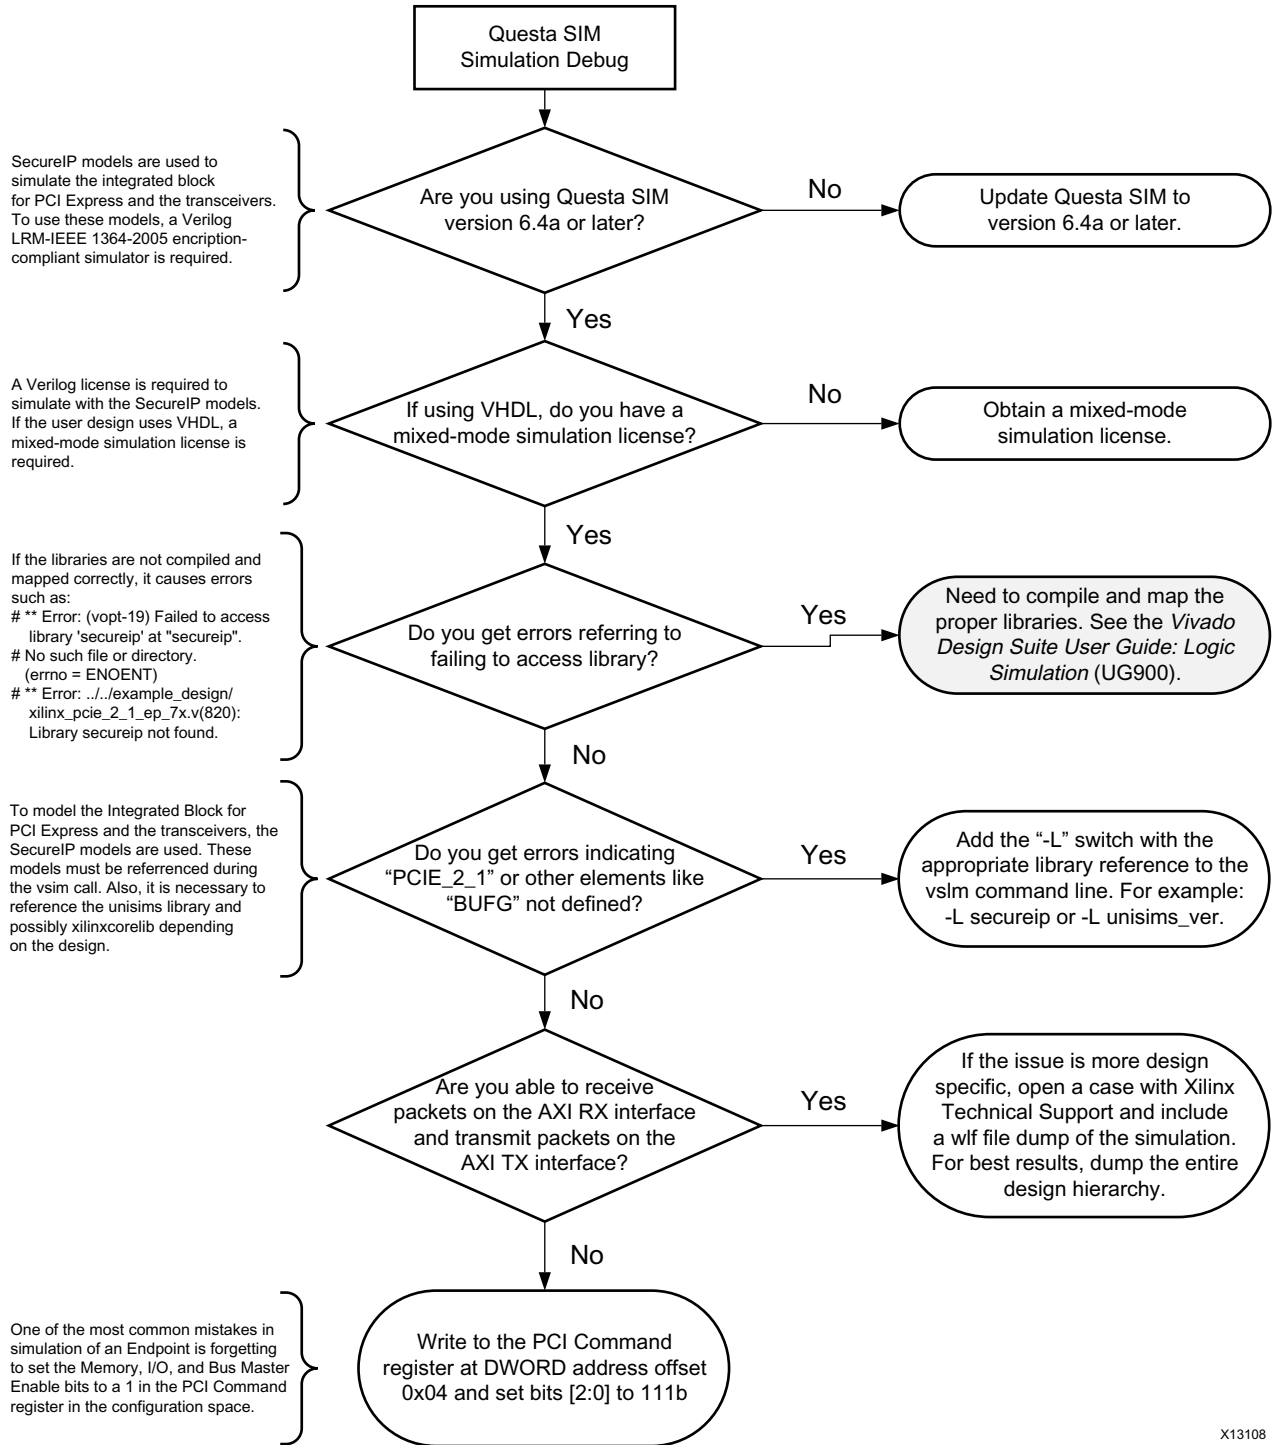 Questa SIM
Simulation Debug
SecureIP models are used to
simulate the integrated block
for PCI Express and the transceivers.
To use these models, a Verilog
LRM-IEEE 1364-2005 encription-
compliant simulator is required.
Are you using Questa SIM
version 6.4a or later?
No
Update Questa SIM to
version 6.4a or later.
Yes
A Verilog license is required to
simulate with the SecureIP models.
If the user design uses VHDL, a
mixed-mode simulation license is
required.
If using VHDL, do you have a
mixed-mode simulation license?
No
Obtain a mixed-mode
simulation license.
Yes
If the libraries are not compiled and
mapped correctly, it causes errors
such as:
# ** Error: (vopt-19) Failed to access
library 'secureip' at "secureip".
# No such file or directory.
(errno = ENOENT)
# ** Error: ../../example_design/
xilinx_pcie_2_1_ep_7x.v(820):
Library secureip not found.
Do you get errors referring to
failing to access library?
Yes
Need to compile and map the
proper libraries. See the Vivado
Design Suite User Guide: Logic
Simulation (UG900).
No
To model the Integrated Block for
PCI Express and the transceivers, the
SecureIP models are used. These
models must be referrenced during
the vsim call. Also, it is necessary to
reference the unisims library and
possibly xilinxcorelib depending
on the design.
Do you get errors indicating
“PCIE_2_1” or other elements like
“BUFG” not defined?
Yes
Add the “-L” switch with the
appropriate library reference to the
vslm command line. For example:
-L secureip or -L unisims_ver.
No
Are you able to receive
packets on the AXI RX interface
and transmit packets on the
AXI TX interface?
Yes
If the issue is more design
specific, open a case with Xilinx
Technical Support and include
a wlf file dump of the simulation.
For best results, dump the entire
design hierarchy.
No
One of the most common mistakes in
simulation of an Endpoint is forgetting
to set the Memory, I/O, and Bus Master
Enable bits to a 1 in the PCI Command
register in the configuration space.
Write to the PCI Command
register at DWORD address offset
0x04 and set bits [2:0] to 111b
X13108